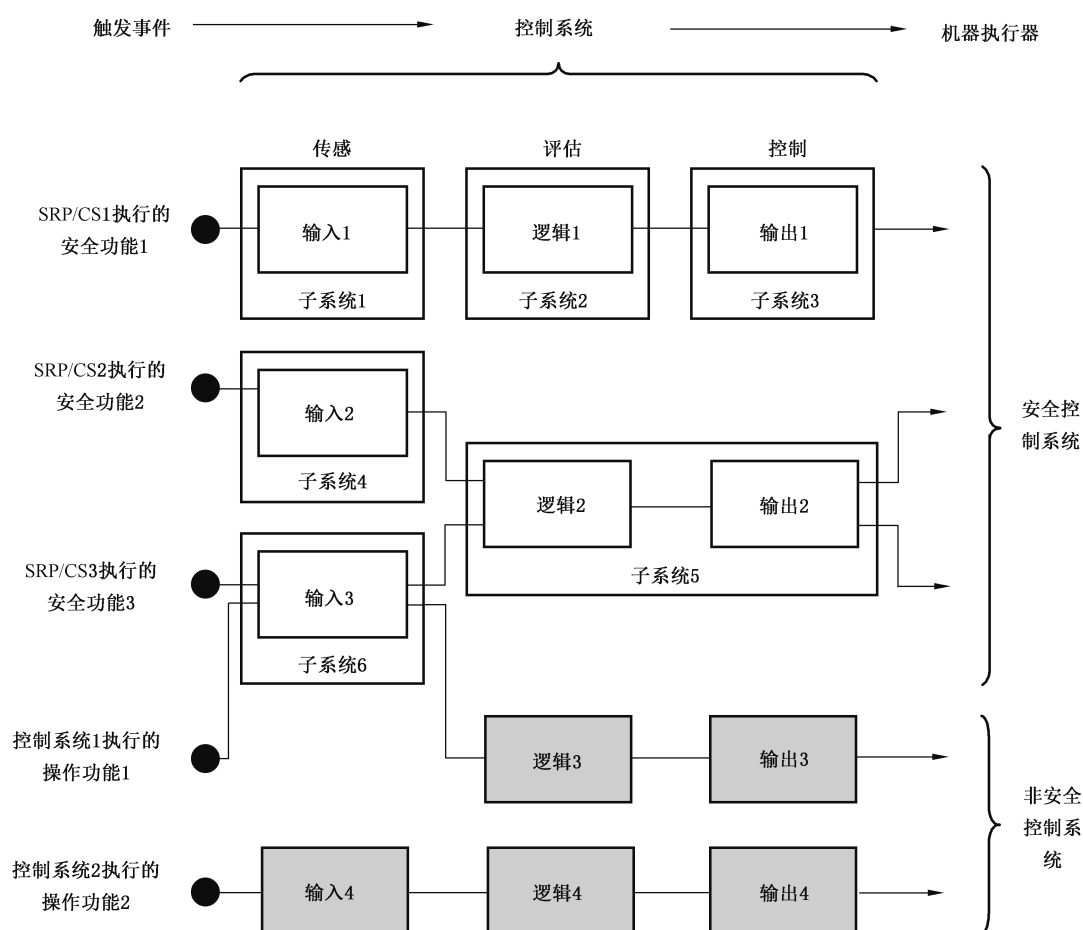 触发事件
控制系统
机器执行器
传感
评估
控制
SRP/CS1执行的
安全功能1
输入1
逻辑1
输出1
子系统1
子系统2
子系统3
SRP/CS2执行的
安全功能2
输入2
子系统4
逻辑2
输出2
子系统5
安全控
制系统
SRP/CS3执行的
安全功能3
输入3
子系统6
控制系统1执行的
操作功能1
逻辑3
输出3
非安全
控制系
统
控制系统2执行的
操作功能2
输入4
逻辑4
输出4